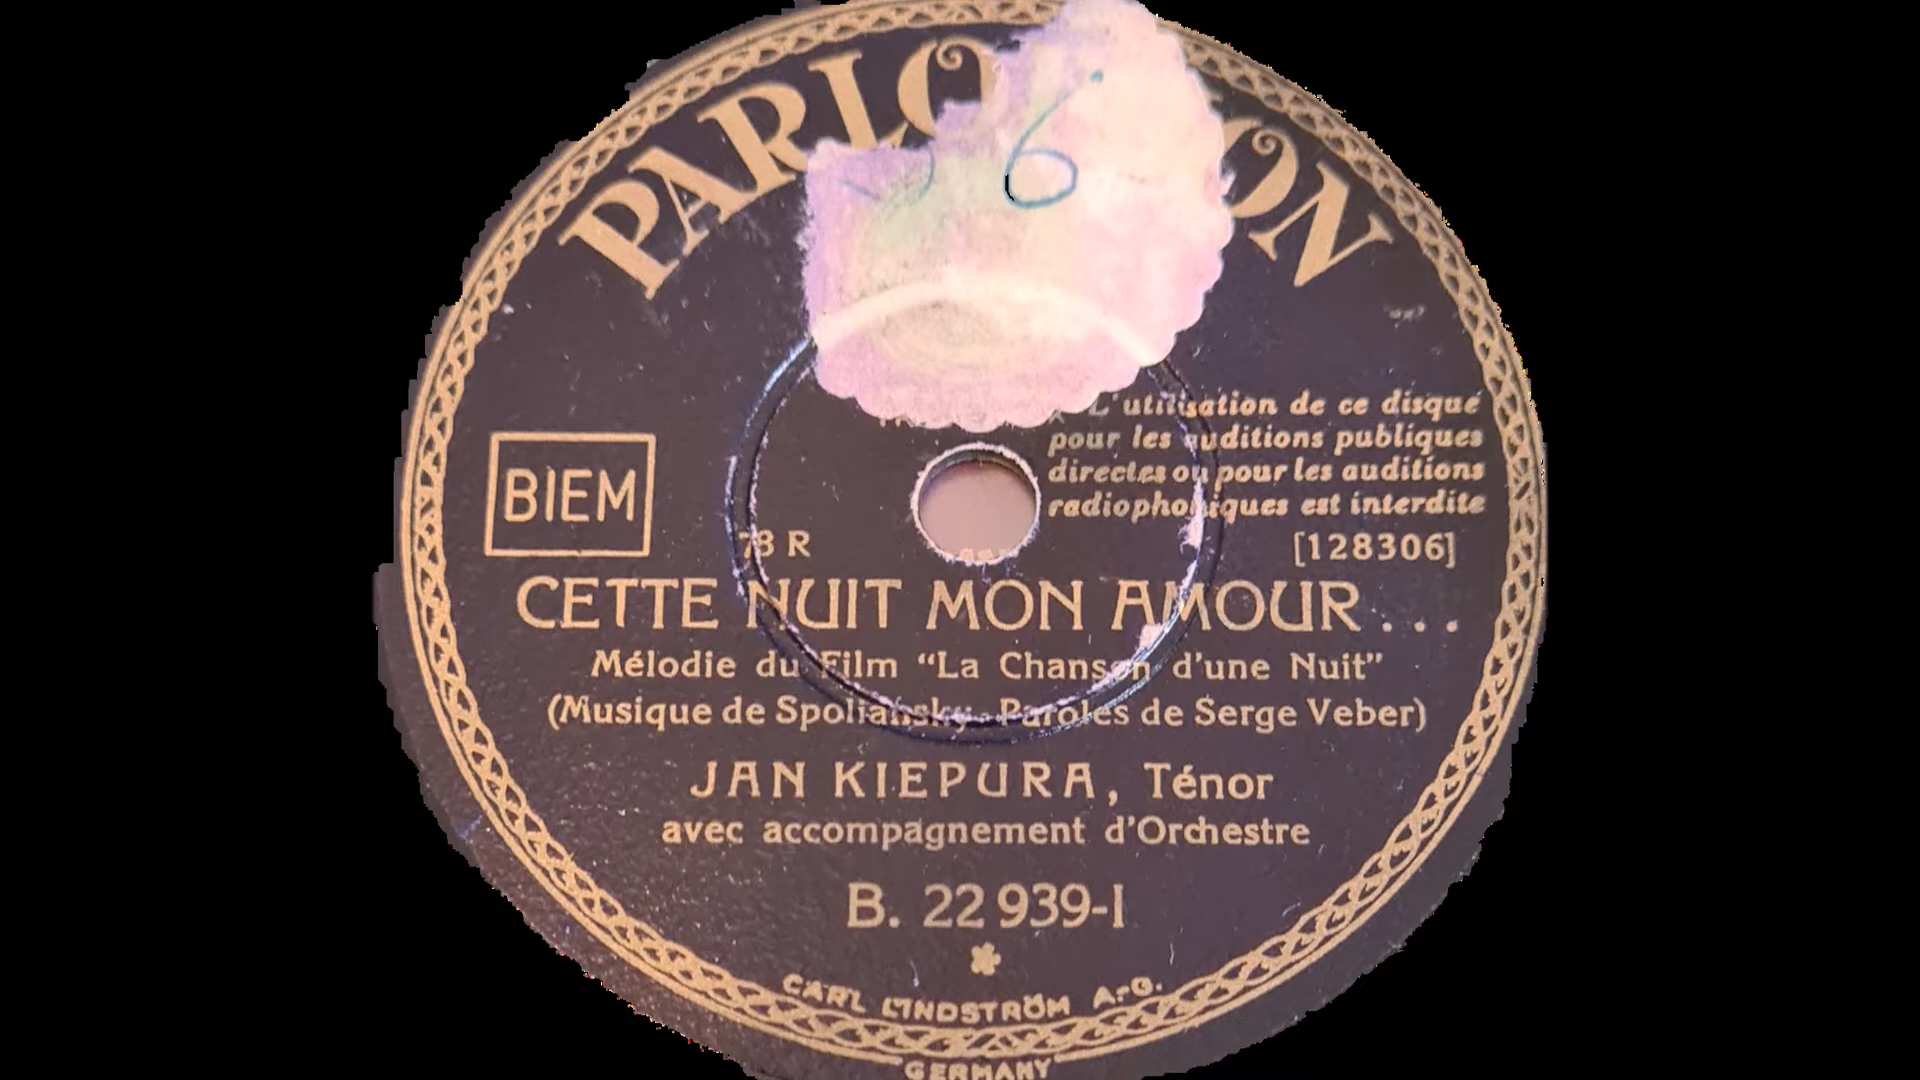 PARLO ON
6
L'utilisation de ce disque
pour les auditions publiques
directes ou pour les auditions
radiophoniques est interdite
BIEM
78 R
[128306]
CETTE NUIT MON AMOUR...
Mélodie du Film “La Chanson d'une Nuit”
(Musique de Spoliansky - Paroles de Serge Veber)
JAN KIEPURA, Ténor
avec accompagnement d'Orchestre
B. 22939-I
CARL LINDSTRÖM A.-G.
GERMANY